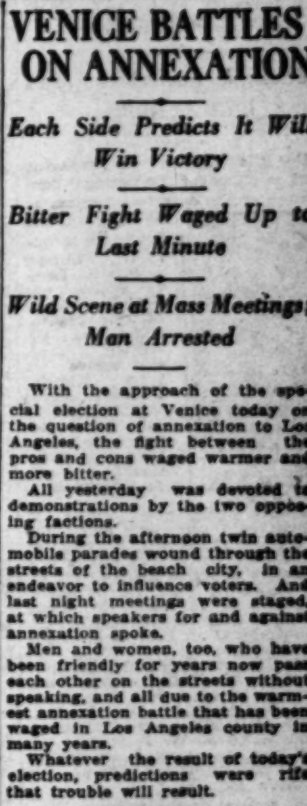 VENICE BATTLES
ON ANNEXATION
Each Side Predicts It Will
Win Victory
Bitter Fight Waged Up to
Last Minute
Wild Scene at Mass Meetings;
Man Arrested
With the approach of the spe-
cial election at Venice today on
the question of annexation to Los
Angeles, the fight between the
pros and cons waged warmer and
more bitter.
All yesterday was devoted to
demonstrations by the two oppos-
ing factions.
During the afternoon twin auto-
mobile parades wound through the
streets of the beach city, in an
endeavor to influence voters. And
last night meetings were staged,
at which speakers for and against
annexation spoke.
Men and women, too, who have
been friendly for years now pass
each other on the streets without
speaking, and all due to the warm-
est annexation battle that has been
waged in Los Angeles county in
many years.
Whatever the result of today's
election, predictions were rife
that trouble will result.